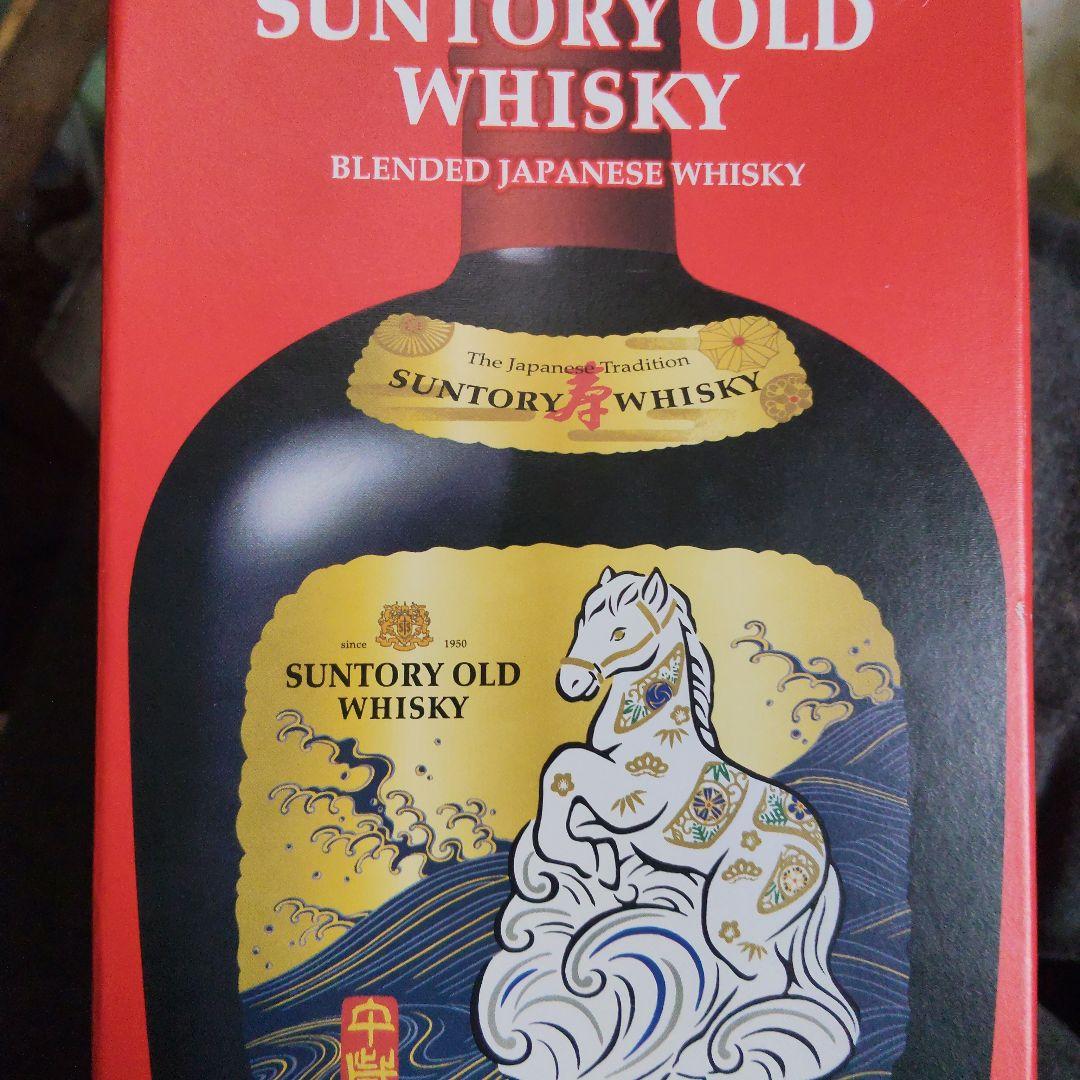 SUNTORY OLD
WHISKY
BLENDED JAPANESE WHISKY
The Japanese Tradition
SUNTORY 寿 WHISKY
since 1950
SUNTORY OLD
WHISKY